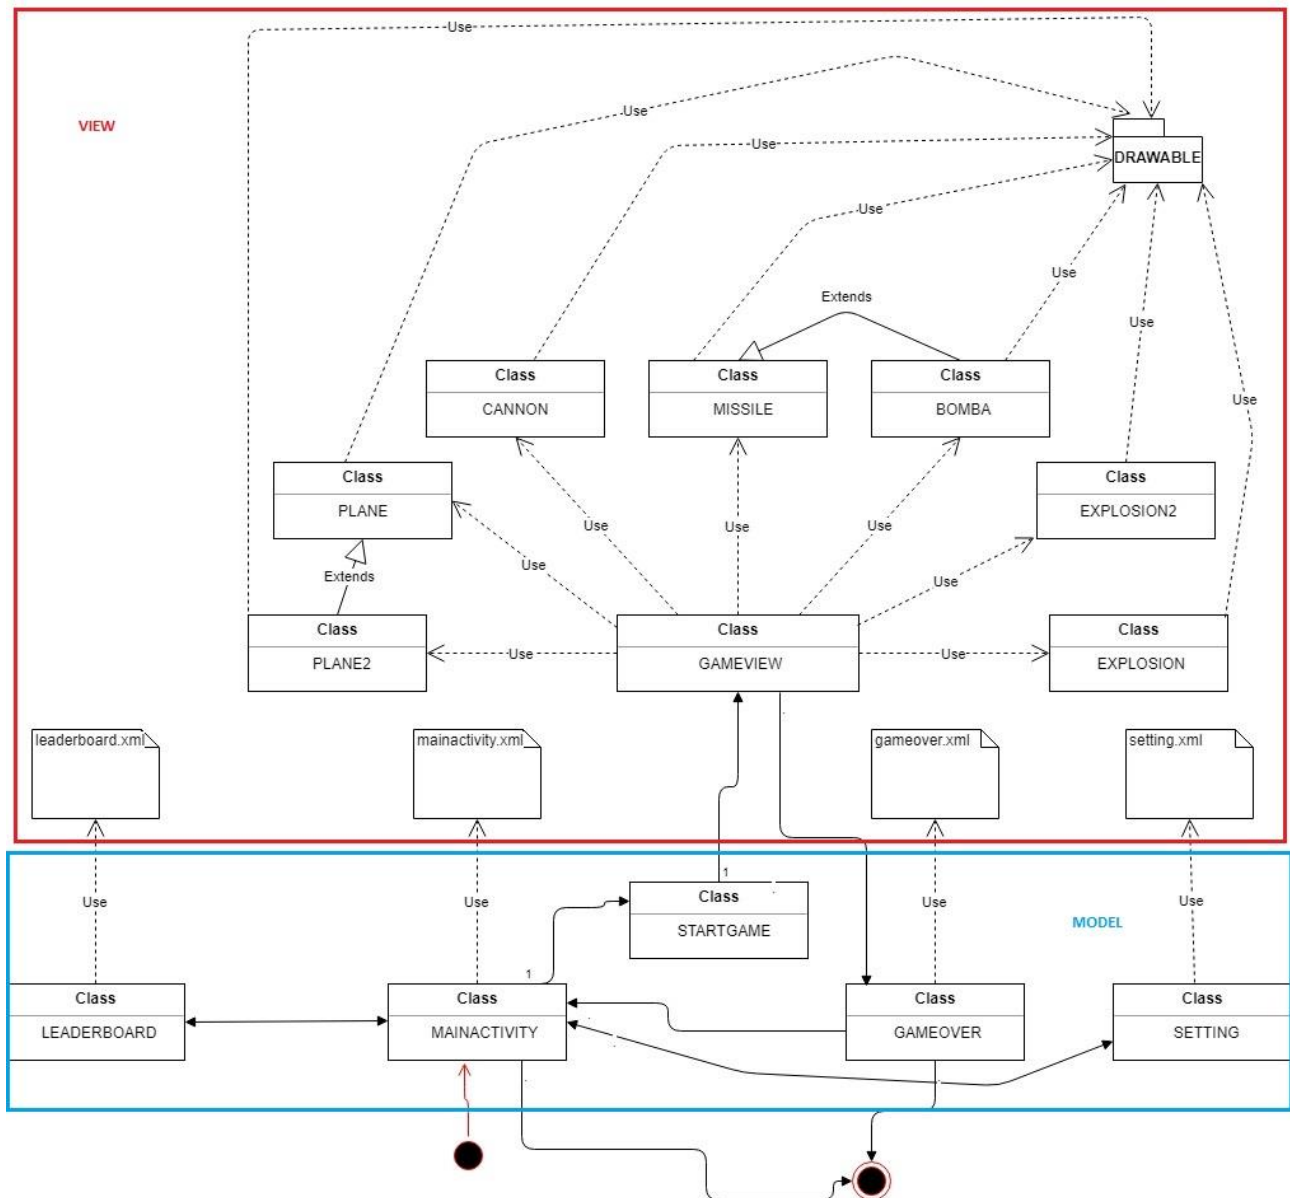 Use
Use
VIEW
Use
DRAWABLE
Use
Use
Extends
Use
Use
Class
CANNON
Class
MISSILE
Class
BOMBA
Class
PLANE
Class
EXPLOSION2
Use
Use
Use
Use
Use
Extends
Class
PLANE2
Use
Class
GAMEVIEW
Use
Class
EXPLOSION
leaderboard.xml
mainactivity.xml
gameover.xml
setting.xml
1
Class
STARTGAME
Use
Use
Use
Use
MODEL
1
Class
LEADERBOARD
Class
MAINACTIVITY
Class
GAMEOVER
Class
SETTING